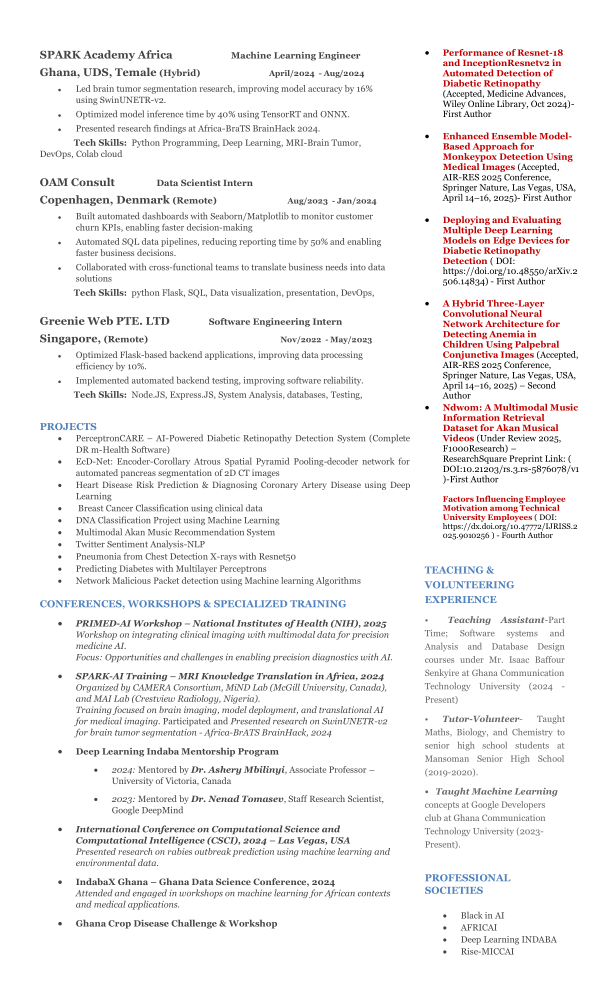 SPARK Academy Africa Machine Learning Engineer
Ghana, UDS, Temale (Hybrid) April/2024 - Aug/2024
• Led brain tumor segmentation research, improving model accuracy by 16%
using SwinUNETR-v2.
• Optimized model inference time by 40% using TensorRT and ONNX.
• Presented research findings at Africa-BraTS BrainHack 2024.
Tech Skills: Python Programming, Deep Learning, MRI-Brain Tumor,
DevOps, Colab cloud
OAM Consult Data Scientist Intern
Copenhagen, Denmark (Remote) Aug/2023 - Jan/2024
• Built automated dashboards with Seaborn/Matplotlib to monitor customer
churn KPIs, enabling faster decision-making
• Automated SQL data pipelines, reducing reporting time by 50% and enabling
faster business decisions.
• Collaborated with cross-functional teams to translate business needs into data
solutions
Tech Skills: python Flask, SQL, Data visualization, presentation, DevOps,
Greenie Web PTE. LTD Software Engineering Intern
Singapore, (Remote) Nov/2022 - May/2023
• Optimized Flask-based backend applications, improving data processing
efficiency by 10%.
• Implemented automated backend testing, improving software reliability.
Tech Skills: Node.JS, Express.JS, System Analysis, databases, Testing,
PROJECTS
• PerceptronCARE – AI-Powered Diabetic Retinopathy Detection System (Complete
DR m-Health Software)
• EcD-Net: Encoder-Corollary Atrous Spatial Pyramid Pooling-decoder network for
automated pancreas segmentation of 2D CT images
• Heart Disease Risk Prediction & Diagnosing Coronary Artery Disease using Deep
Learning
• Breast Cancer Classification using clinical data
• DNA Classification Project using Machine Learning
• Multimodal Akan Music Recommendation System
• Twitter Sentiment Analysis-NLP
• Pneumonia from Chest Detection X-rays with Resnet50
• Predicting Diabetes with Multilayer Perceptrons
• Network Malicious Packet detection using Machine learning Algorithms
CONFERENCES, WORKSHOPS & SPECIALIZED TRAINING
• PRIMED-AI Workshop – National Institutes of Health (NIH), 2025
Workshop on integrating clinical imaging with multimodal data for precision
medicine AI.
Focus: Opportunities and challenges in enabling precision diagnostics with AI.
• SPARK-AI Training – MRI Knowledge Translation in Africa, 2024
Organized by CAMERA Consortium, MiND Lab (McGill University, Canada),
and MAI Lab (Crestview Radiology, Nigeria).
Training focused on brain imaging, model deployment, and translational AI
for medical imaging. Participated and Presented research on SwinUNETR-v2
for brain tumor segmentation - Africa-BrATS BrainHack, 2024
• Deep Learning Indaba Mentorship Program
• 2024: Mentored by Dr. Ashery Mbilinyi, Associate Professor –
University of Victoria, Canada
• 2023: Mentored by Dr. Nenad Tomasev, Staff Research Scientist,
Google DeepMind
• International Conference on Computational Science and
Computational Intelligence (CSCI), 2024 – Las Vegas, USA
Presented research on rabies outbreak prediction using machine learning and
environmental data.
• IndabaX Ghana – Ghana Data Science Conference, 2024
Attended and engaged in workshops on machine learning for African contexts
and medical applications.
• Ghana Crop Disease Challenge & Workshop
• Performance of Resnet-18
and InceptionResnetv2 in
Automated Detection of
Diabetic Retinopathy
(Accepted, Medicine Advances,
Wiley Online Library, Oct 2024)-
First Author
• Enhanced Ensemble Model-
Based Approach for
Monkeypox Detection Using
Medical Images (Accepted,
AIR-RES 2025 Conference,
Springer Nature, Las Vegas, USA,
April 14–16, 2025)- First Author
• Deploying and Evaluating
Multiple Deep Learning
Models on Edge Devices for
Diabetic Retinopathy
Detection ( DOI:
https://doi.org/10.48550/arXiv.2
506.14834) - First Author
• A Hybrid Three-Layer
Convolutional Neural
Network Architecture for
Detecting Anemia in
Children Using Palpebral
Conjunctiva Images (Accepted,
AIR-RES 2025 Conference,
Springer Nature, Las Vegas, USA,
April 14–16, 2025) – Second
Author
• Ndwom: A Multimodal Music
Information Retrieval
Dataset for Akan Musical
Videos (Under Review 2025,
F1000Research) –
ResearchSquare Preprint Link: (
DOI:10.21203/rs.3.rs-5876078/v1
)-First Author
Factors Influencing Employee
Motivation among Technical
University Employees ( DOI:
https://dx.doi.org/10.47772/IJRISS.2
025.9010256 ) - Fourth Author
TEACHING &
VOLUNTEERING
EXPERIENCE
• Teaching Assistant-Part
Time; Software systems and
Analysis and Database Design
courses under Mr. Isaac Baffour
Senkyire at Ghana Communication
Technology University (2024 -
Present)
• Tutor-Volunteer- Taught
Maths, Biology, and Chemistry to
senior high school students at
Mansoman Senior High School
(2019-2020).
• Taught Machine Learning
concepts at Google Developers
club at Ghana Communication
Technology University (2023-
Present).
PROFESSIONAL
SOCIETIES
• Black in AI
• AFRICAI
• Deep Learning INDABA
• Rise-MICCAI